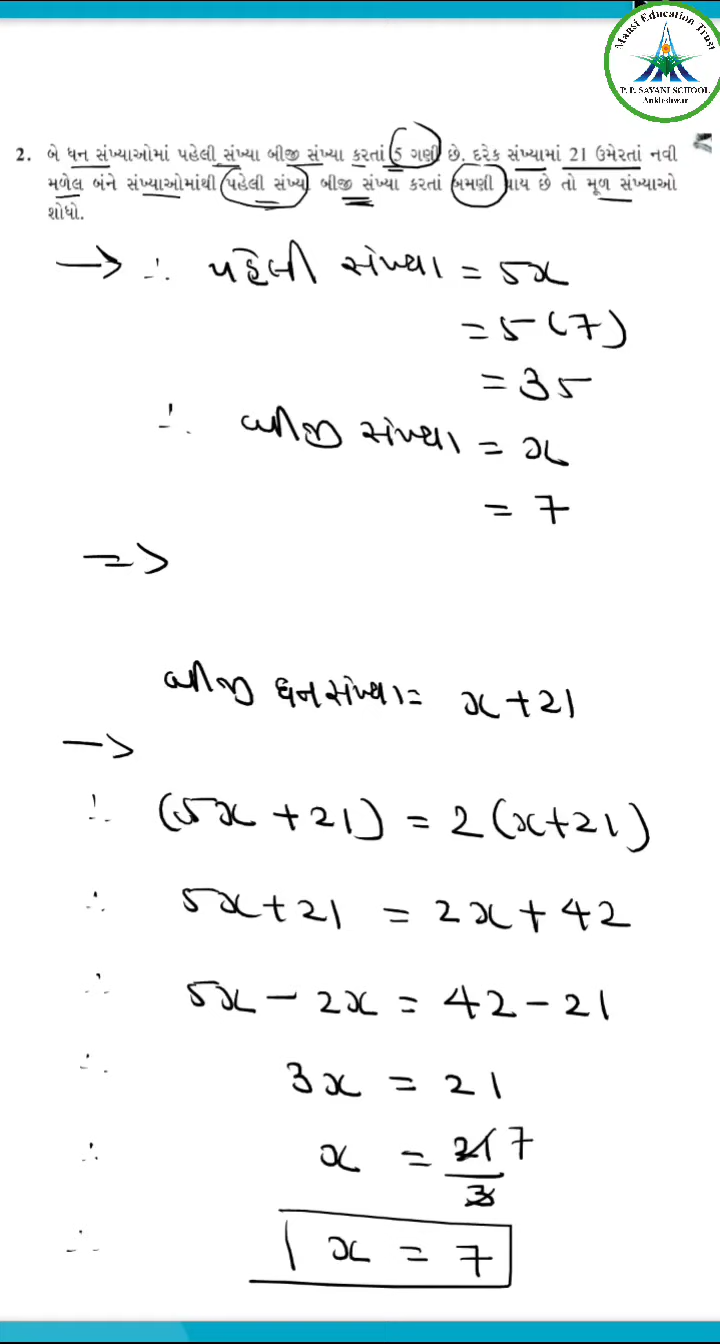 Mansi Education Trust
P. P. SAVANI SCHOOL
Ankleshwar
2. બે ધન સંખ્યાઓમાં પહેલી સંખ્યા બીજી સંખ્યા કરતાં 5 ગણી છે. દરેક સંખ્યામાં 21 ઉમેરતાં નવી
મળેલ બંને સંખ્યાઓમાંથી પહેલી સંખ્યા બીજી સંખ્યા કરતાં બમણી થાય છે તો મૂળ સંખ્યાઓ
શોધો.
→ ∴ પહેલી સંખ્યા = 5x
= 5(7)
= 35
∴ બીજી સંખ્યા = x
= 7
=>
બીજી ધન સંખ્યા = x + 21
→
∴ (5x + 21) = 2(x+21)
∴ 5x + 21 = 2x + 42
∴ 5x - 2x = 42 - 21
∴ 3x = 21
∴ x = 21/3 7
∴ x = 7